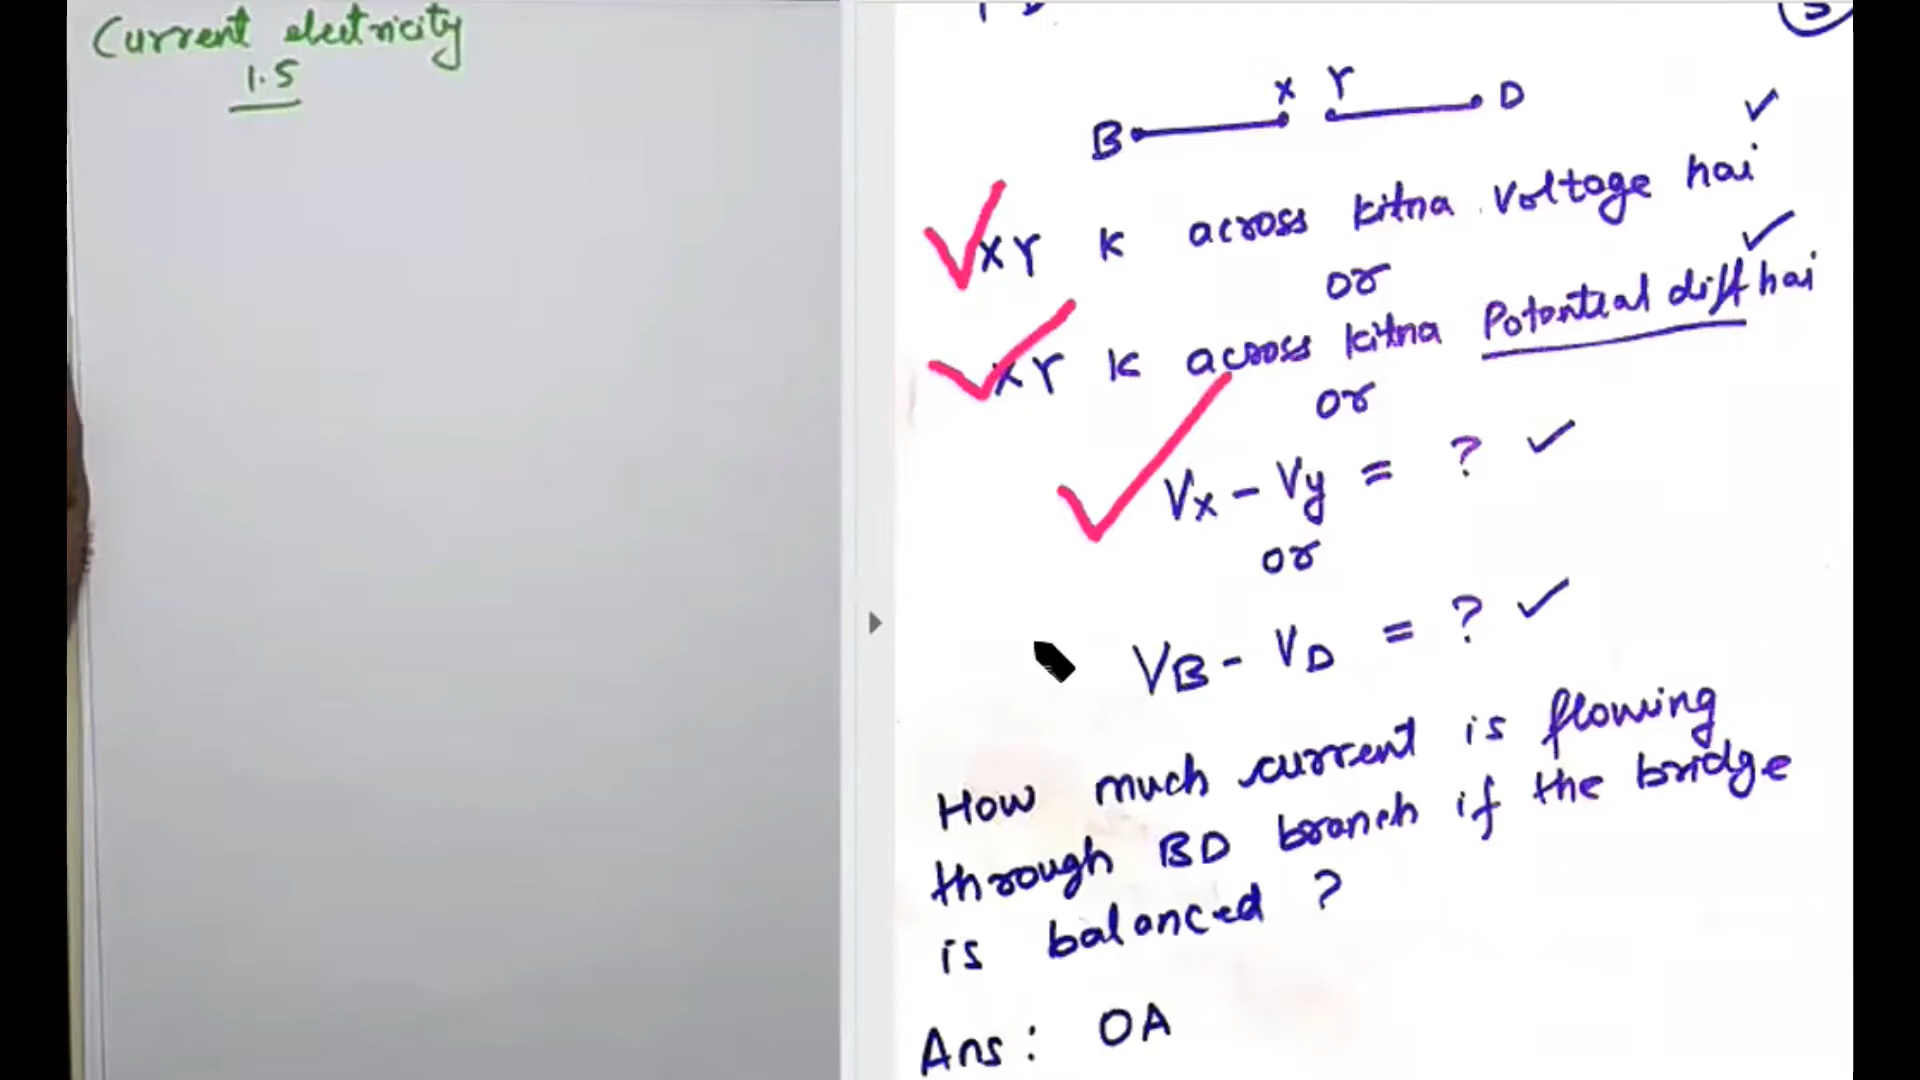 Current electricity
1.5
X Y
B D
XY k across kitna voltage hai
or
XY k across kitna Potential diff hai
or
Vx - Vy = ?
or
VB - VD = ?
How much current is flowing
through BD branch if the bridge
is balanced ?
Ans : 0A